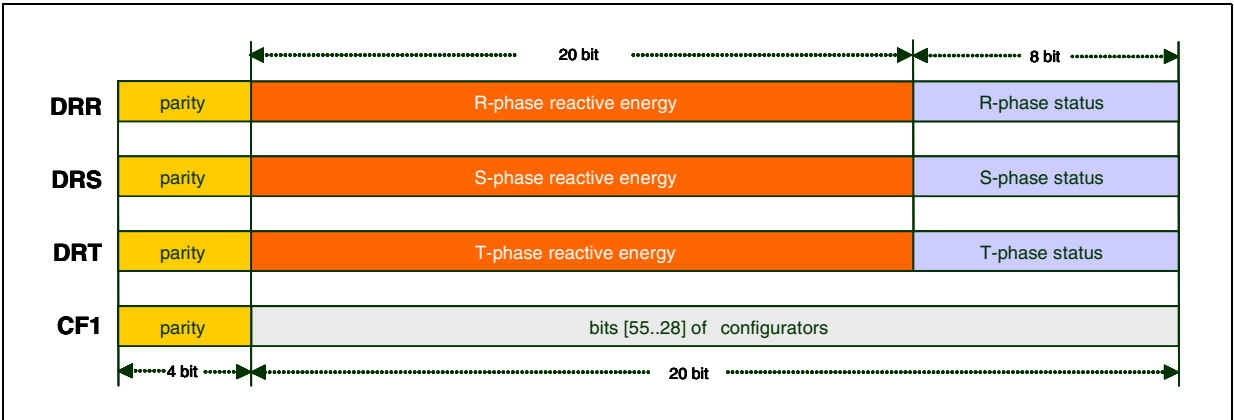 20 bit 8 bit
DRR parity R-phase reactive energy R-phase status
DRS parity S-phase reactive energy S-phase status
DRT parity T-phase reactive energy T-phase status
CF1 parity bits [55..28] of configurators
4 bit 20 bit